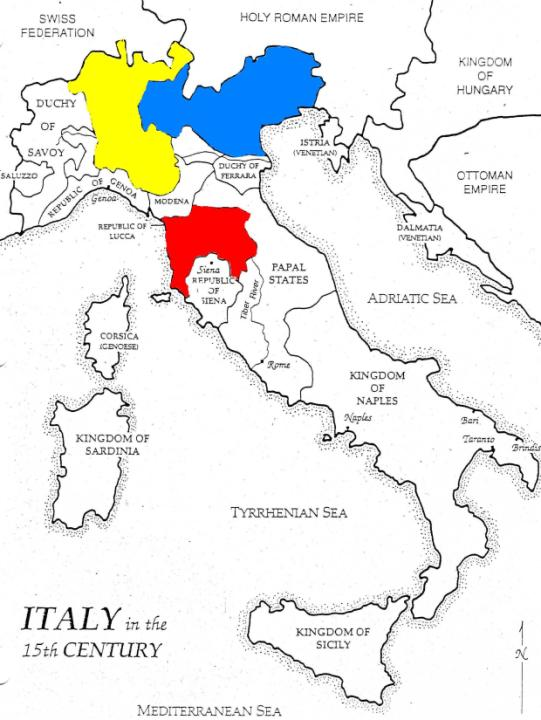 SWISS
FEDERATION
HOLY ROMAN EMPIRE
KINGDOM
OF
HUNGARY
DUCHY
OF
SAVOY
SALUZZO
ISTRIA
(VENETIAN)
DUCHY OF
FERRARA
OTTOMAN
EMPIRE
REPUBLIC OF GENOA
Genoa
MODENA
REPUBLIC OF
LUCCA
DALMATIA
(VENETIAN)
Siena
REPUBLIC
OF
SIENA
PAPAL
STATES
Tiber River
ADRIATIC SEA
CORSICA
(GENOESE)
Rome
KINGDOM
OF
NAPLES
Naples
Bari
Taranto
Brindisi
KINGDOM OF
SARDINIA
TYRRHENIAN SEA
ITALY in the
15th CENTURY
KINGDOM OF
SICILY
N
MEDITERRANEAN SEA